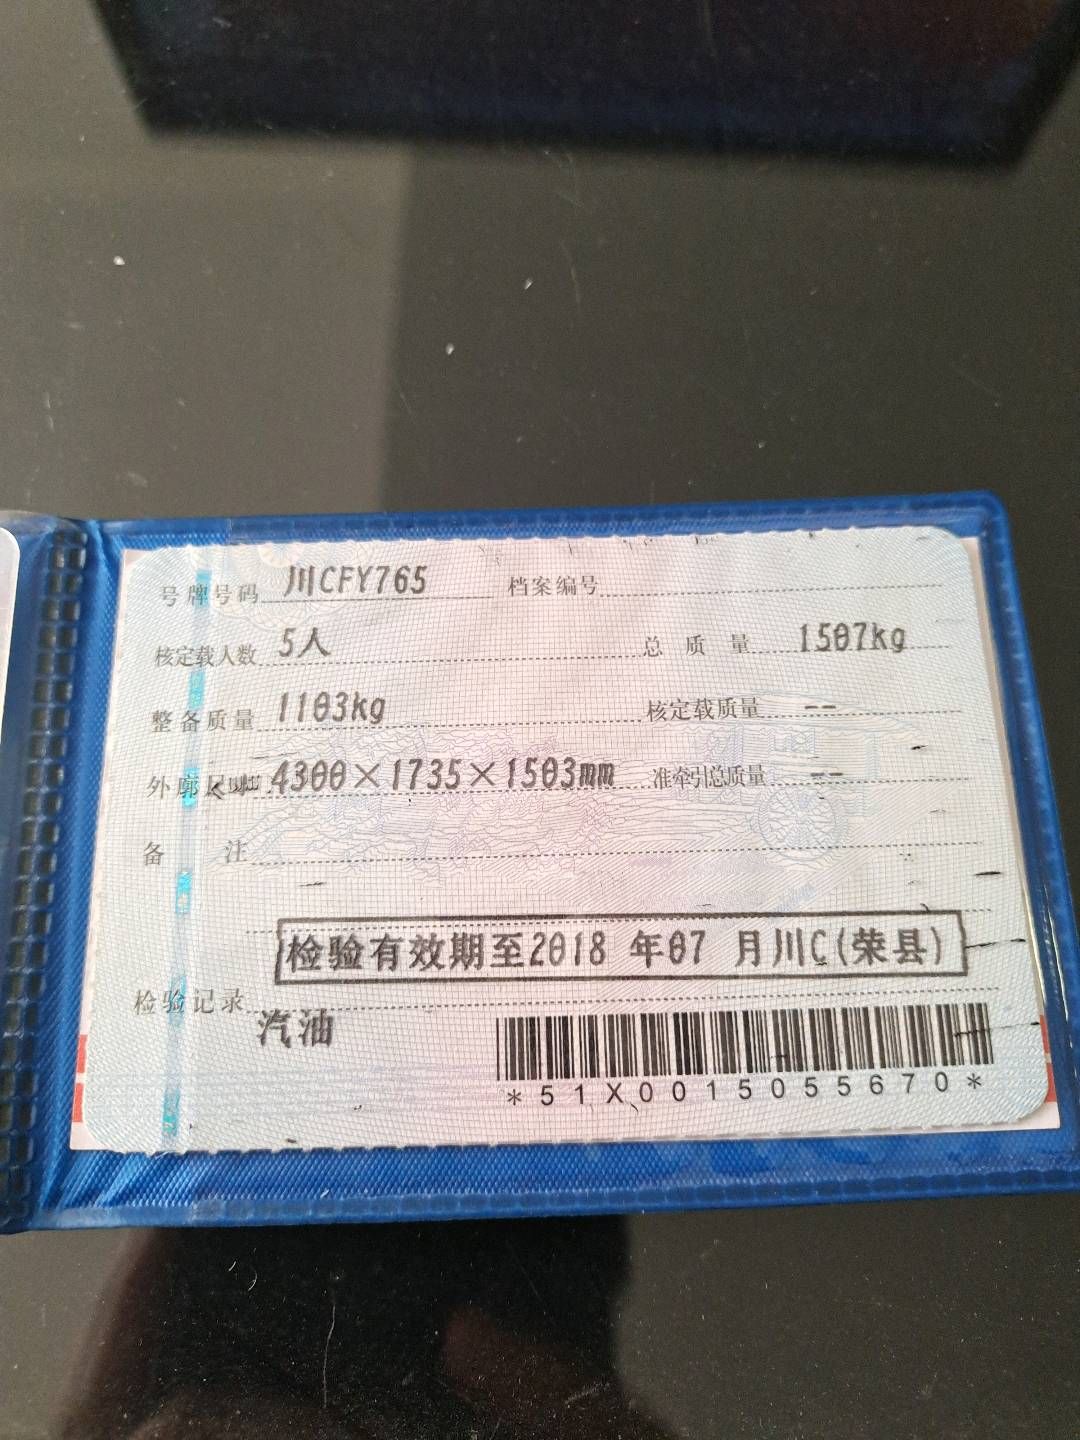 号牌号码 川CFY765 档案编号
核定载人数 5人 总质量 1507kg
整备质量 1103kg 核定载质量 --
外廓尺寸 4300×1735×1503mm 准牵引总质量 --
备注
检验有效期至2018 年07 月川C(荣县)
检验记录
汽油
*51X0015055670*